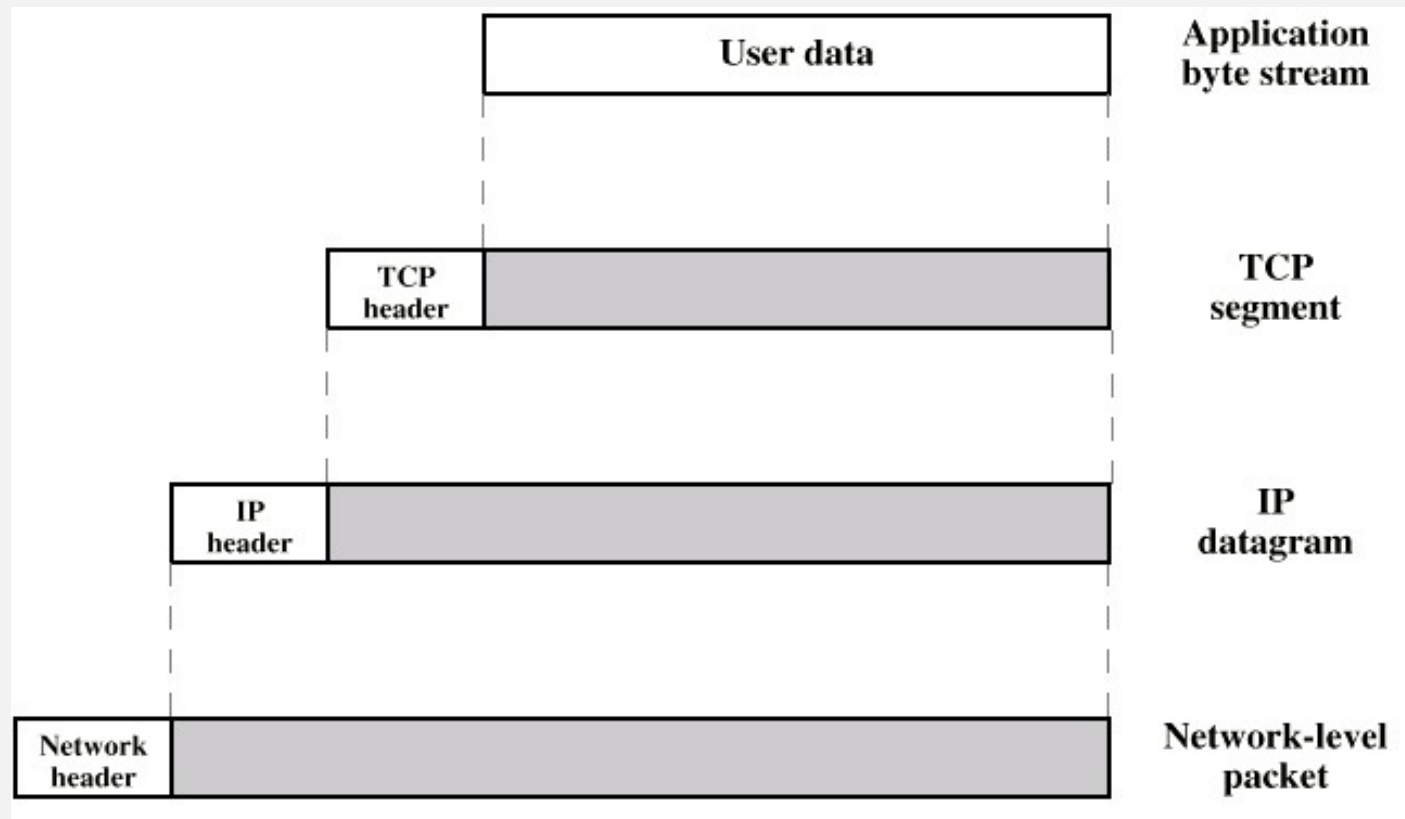 User data
Application
byte stream
TCP
header
TCP
segment
IP
header
IP
datagram
Network
header
Network-level
packet